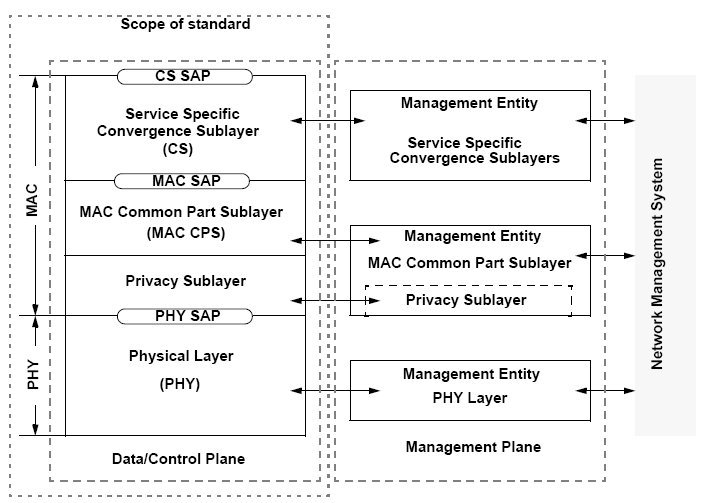 Scope of standard
CS SAP
Service Specific
Convergence Sublayer
(CS)
MAC SAP
MAC Common Part Sublayer
(MAC CPS)
Privacy Sublayer
PHY SAP
Physical Layer
(PHY)
Data/Control Plane
MAC
PHY
Management Entity
Service Specific
Convergence Sublayers
Management Entity
MAC Common Part Sublayer
Privacy Sublayer
Management Entity
PHY Layer
Management Plane
Network Management System